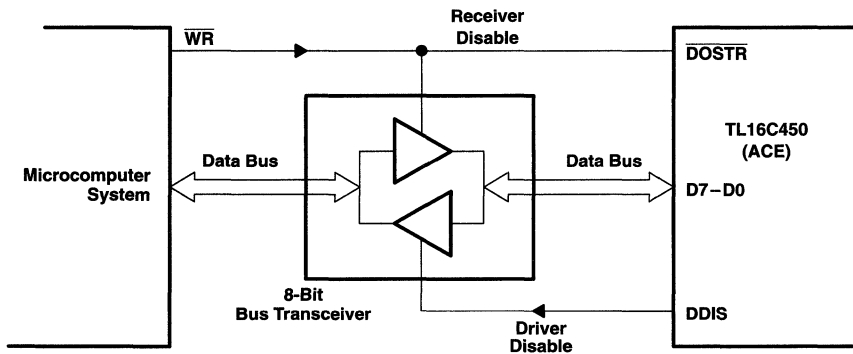 Receiver
Disable
WR
DOSTR
TL16C450
(ACE)
Data Bus
Data Bus
Microcomputer
System
D7–D0
8-Bit
Bus Transceiver
DDIS
Driver
Disable